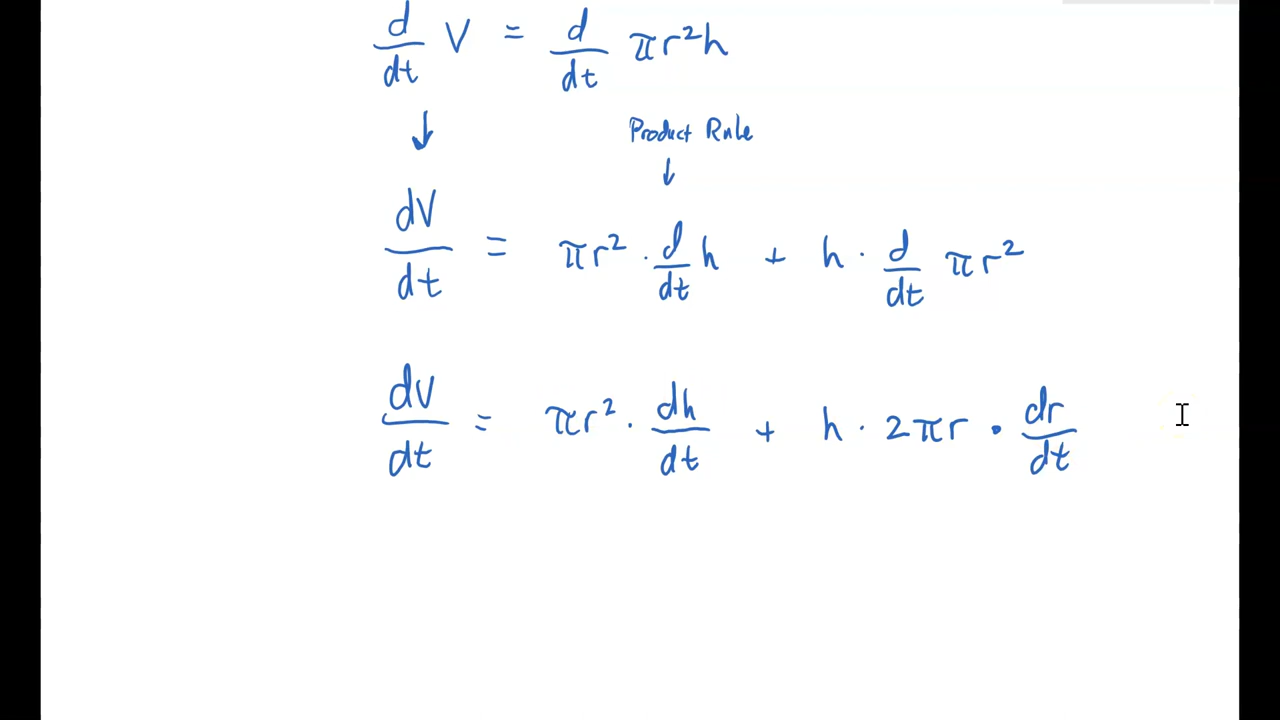 d/dt V = d/dt πr²h
↓ Product Rule
↓
dV/dt = πr² · d/dt h + h · d/dt πr²
dV/dt = πr² · dh/dt + h · 2πr · dr/dt